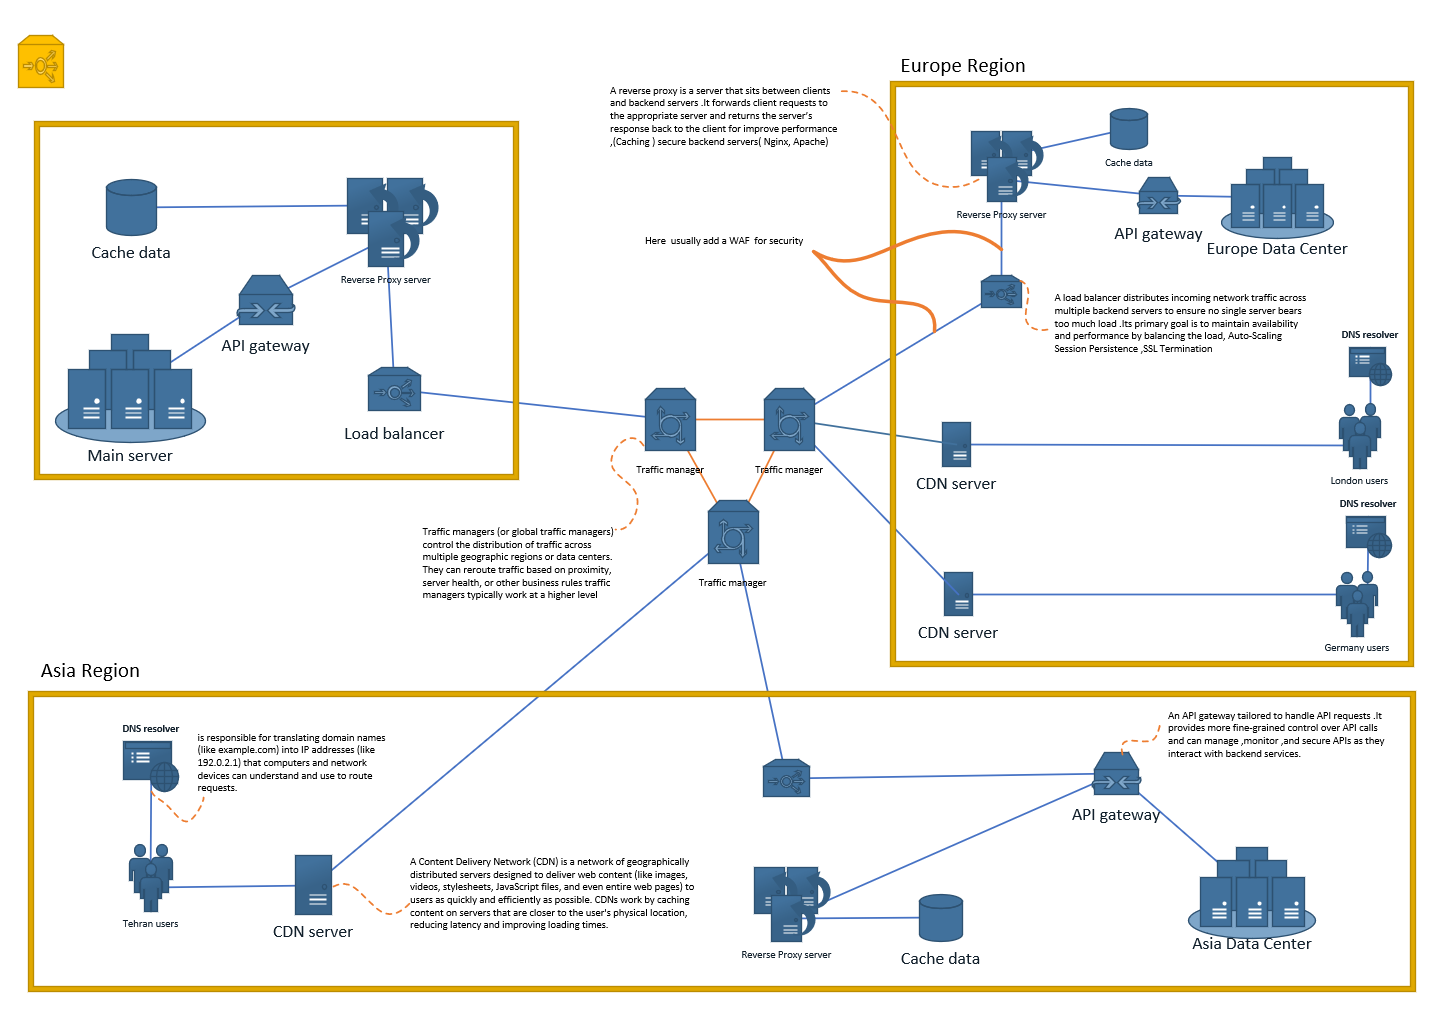 Europe Region
A reverse proxy is a server that sits between clients
and backend servers .It forwards client requests to
the appropriate server and returns the server's
response back to the client for improve performance
,(Caching ) secure backend servers( Nginx, Apache)
Cache data
Reverse Proxy server
API gateway
Europe Data Center
Here  usually add a WAF  for security
Cache data
Reverse Proxy server
API gateway
Main server
Load balancer
A load balancer distributes incoming network traffic across
multiple backend servers to ensure no single server bears
too much load .Its primary goal is to maintain availability
and performance by balancing the load, Auto-Scaling
Session Persistence ,SSL Termination
DNS resolver
London users
CDN server
Traffic manager
Traffic manager
DNS resolver
Traffic managers (or global traffic managers)
control the distribution of traffic across
multiple geographic regions or data centers.
They can reroute traffic based on proximity,
server health, or other business rules traffic
managers typically work at a higher level
Traffic manager
CDN server
Germany users
Asia Region
DNS resolver
is responsible for translating domain names
(like example.com) into IP addresses (like
192.0.2.1) that computers and network
devices can understand and use to route
requests.
An API gateway tailored to handle API requests .It
provides more fine-grained control over API calls
and can manage ,monitor ,and secure APIs as they
interact with backend services.
API gateway
Tehran users
CDN server
A Content Delivery Network (CDN) is a network of geographically
distributed servers designed to deliver web content (like images,
videos, stylesheets, JavaScript files, and even entire web pages) to
users as quickly and efficiently as possible. CDNs work by caching
content on servers that are closer to the user's physical location,
reducing latency and improving loading times.
Reverse Proxy server
Cache data
Asia Data Center